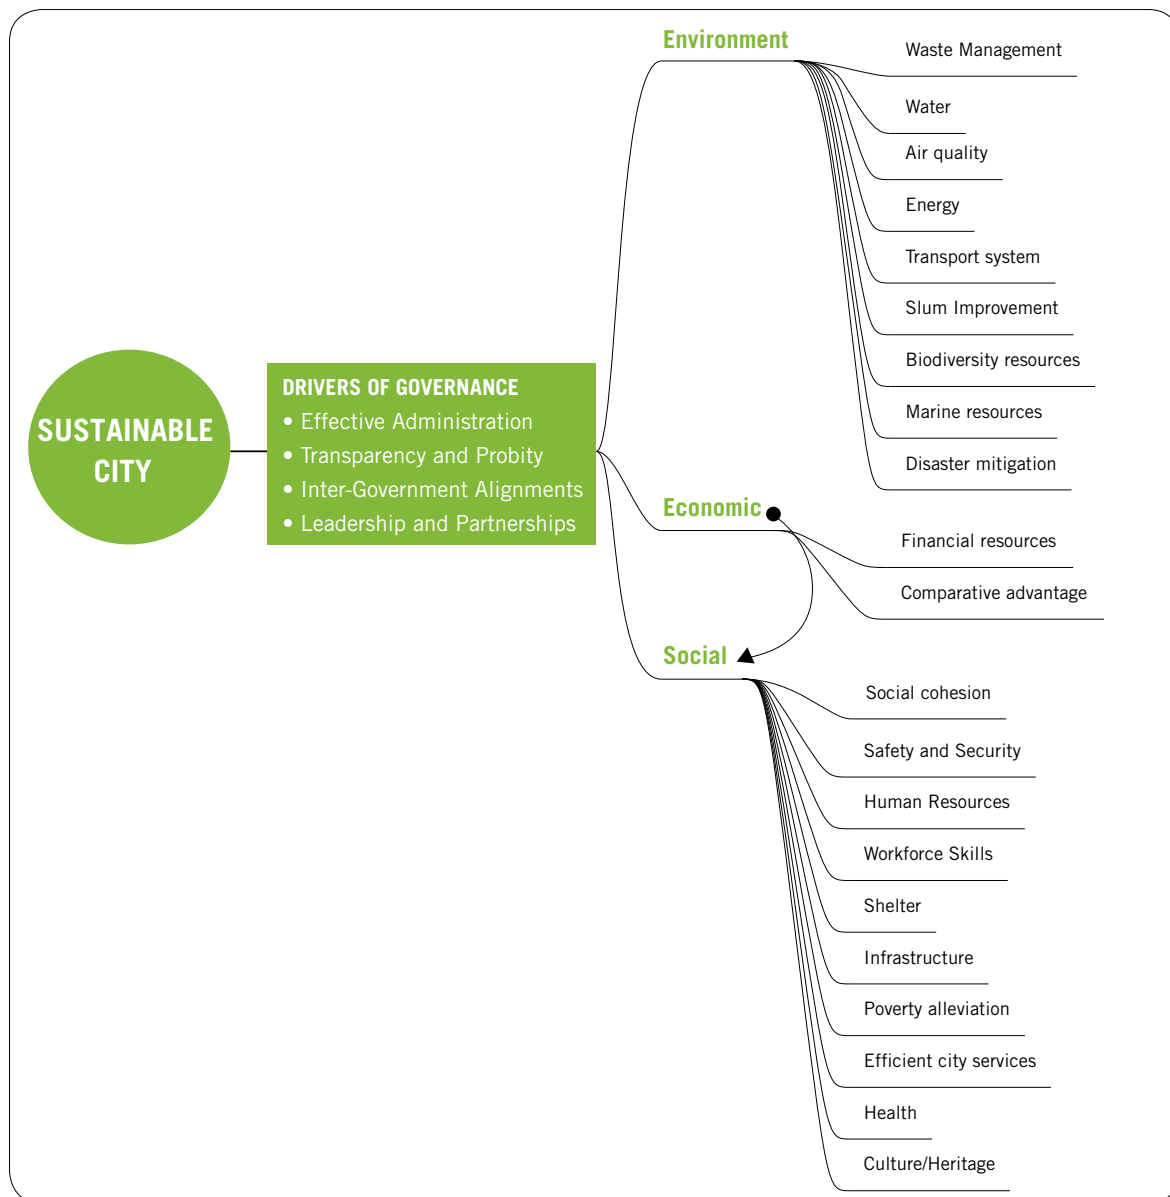 SUSTAINABLE
CITY
DRIVERS OF GOVERNANCE
• Effective Administration
• Transparency and Probity
• Inter-Government Alignments
• Leadership and Partnerships
Environment
Waste Management
Water
Air quality
Energy
Transport system
Slum Improvement
Biodiversity resources
Marine resources
Disaster mitigation
Economic
Financial resources
Comparative advantage
Social
Social cohesion
Safety and Security
Human Resources
Workforce Skills
Shelter
Infrastructure
Poverty alleviation
Efficient city services
Health
Culture/Heritage